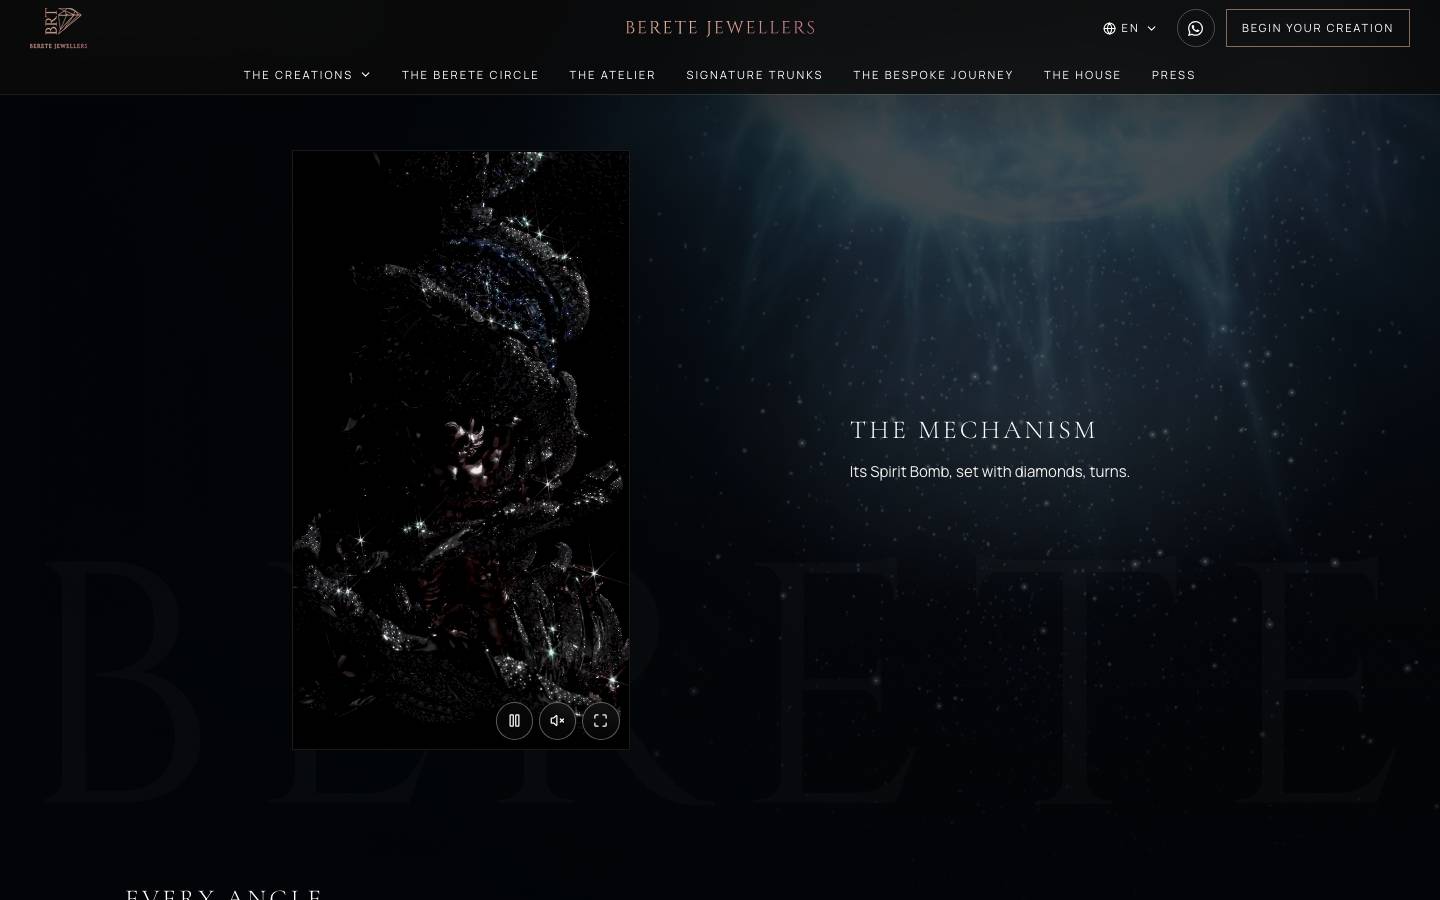 BRT
BERETE JEWELLERS
BERETE JEWELLERS
EN
BEGIN YOUR CREATION
THE CREATIONS
THE BERETE CIRCLE
THE ATELIER
SIGNATURE TRUNKS
THE BESPOKE JOURNEY
THE HOUSE
PRESS
THE MECHANISM
Its Spirit Bomb, set with diamonds, turns.
BERETE
EVERY ANGLE